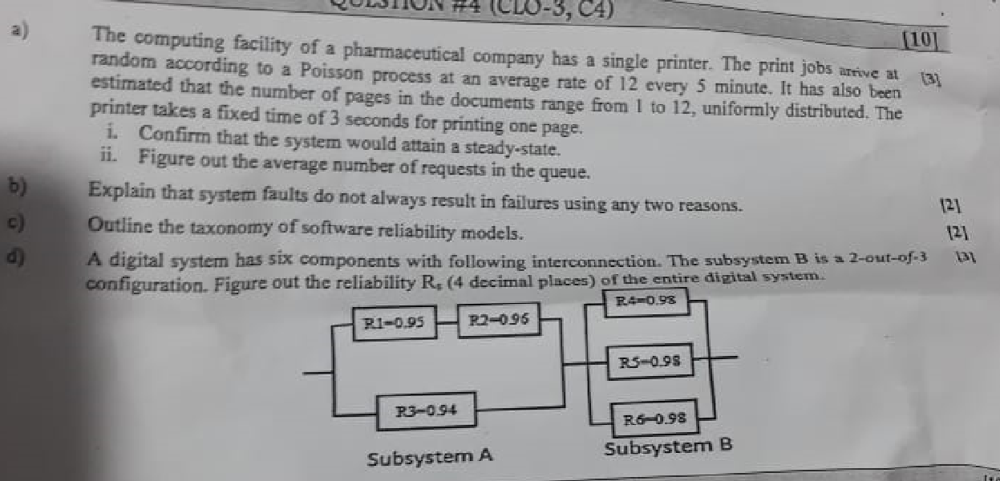 QUESTION #4 (CLO-3, C4)
[10]
a) The computing facility of a pharmaceutical company has a single printer. The print jobs arrive at [3]
random according to a Poisson process at an average rate of 12 every 5 minute. It has also been
estimated that the number of pages in the documents range from 1 to 12, uniformly distributed. The
printer takes a fixed time of 3 seconds for printing one page.
i. Confirm that the system would attain a steady-state.
ii. Figure out the average number of requests in the queue.
b) Explain that system faults do not always result in failures using any two reasons. [2]
c) Outline the taxonomy of software reliability models. [2]
d) A digital system has six components with following interconnection. The subsystem B is a 2-out-of-3 [3]
configuration. Figure out the reliability Rs (4 decimal places) of the entire digital system.
R1=0.95 R2=0.96 R4=0.98
R5=0.98
R3=0.94 R6=0.98
Subsystem A Subsystem B